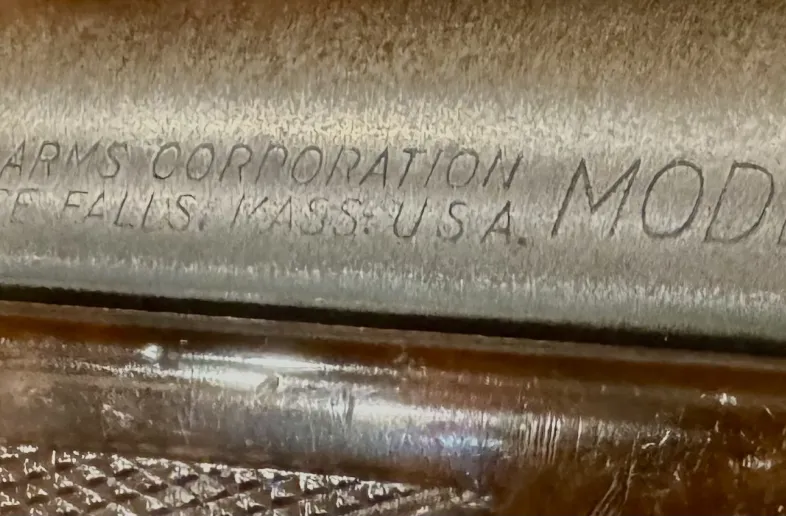 ARMS CORPORATION MOD
FALLS, MASS. U.S.A.